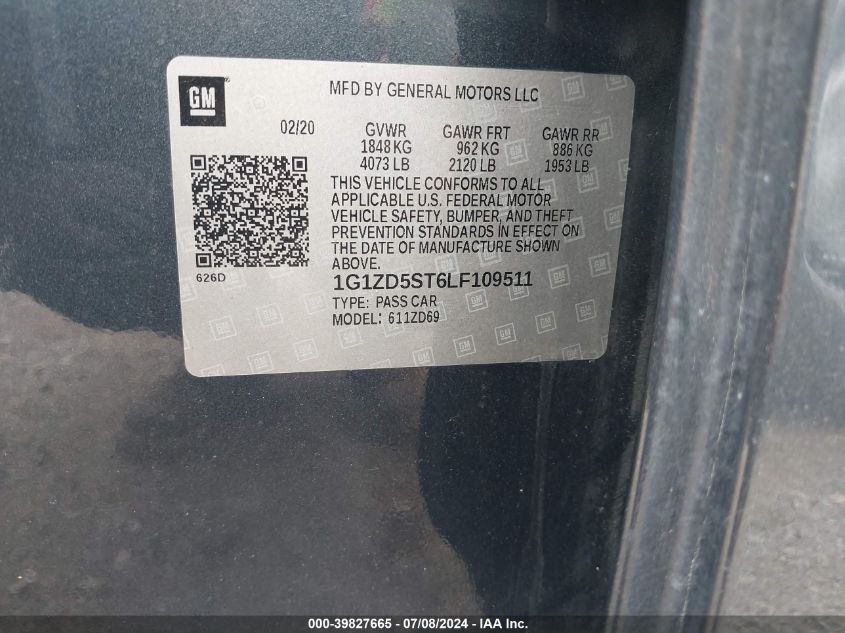 GM
MFD BY GENERAL MOTORS LLC
02/20 GVWR GAWR FRT GAWR RR
1848 KG 962 KG 886 KG
4073 LB 2120 LB 1953 LB
THIS VEHICLE CONFORMS TO ALL
APPLICABLE U.S. FEDERAL MOTOR
VEHICLE SAFETY, BUMPER, AND THEFT
PREVENTION STANDARDS IN EFFECT ON
THE DATE OF MANUFACTURE SHOWN
ABOVE.
626D
1G1ZD5ST6LF109511
TYPE: PASS CAR
MODEL: 611ZD69
000-39827665 - 07/08/2024 - IAA Inc.